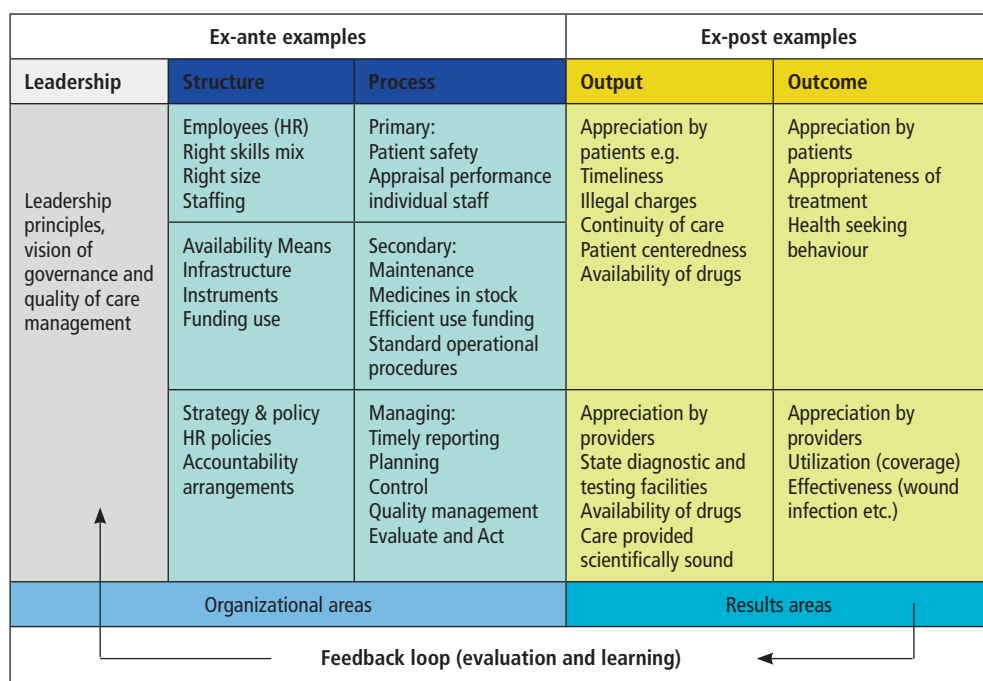 Ex-ante examples
Ex-post examples
Leadership
Structure
Process
Output
Outcome
Leadership
principles,
vision of
governance and
quality of care
management
Employees (HR)
Right skills mix
Right size
Staffing
Primary:
Patient safety
Appraisal performance
individual staff
Appreciation by
patients e.g.
Timeliness
Illegal charges
Continuity of care
Patient centeredness
Availability of drugs
Appreciation by
patients
Appropriateness of
treatment
Health seeking
behaviour
Availability Means
Infrastructure
Instruments
Funding use
Secondary:
Maintenance
Medicines in stock
Efficient use funding
Standard operational
procedures
Strategy & policy
HR policies
Accountability
arrangements
Managing:
Timely reporting
Planning
Control
Quality management
Evaluate and Act
Appreciation by
providers
State diagnostic and
testing facilities
Availability of drugs
Care provided
scientifically sound
Appreciation by
providers
Utilization (coverage)
Effectiveness (wound
infection etc.)
Organizational areas
Results areas
Feedback loop (evaluation and learning)